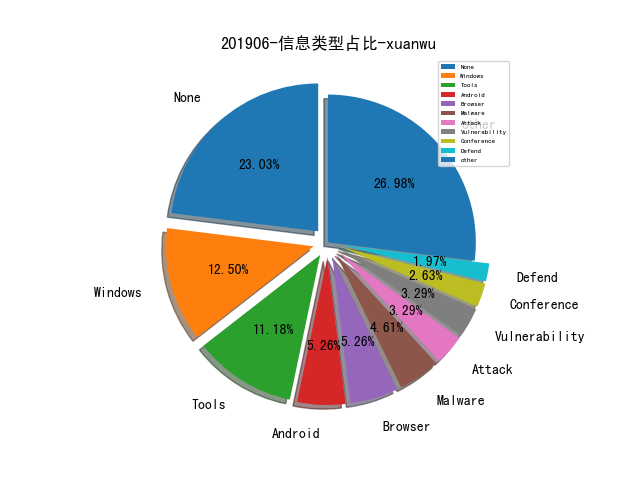 201906-信息类型占比-xuanwu
None
Windows
Tools
Android
Browser
Malware
Attack
Vulnerability
Conference
Defend
other
other
None
23.03%
26.98%
Windows
12.50%
Tools
11.18%
Android
5.26%
Browser
5.26%
Malware
4.61%
Attack
3.29%
Vulnerability
3.29%
Conference
2.63%
Defend
1.97%